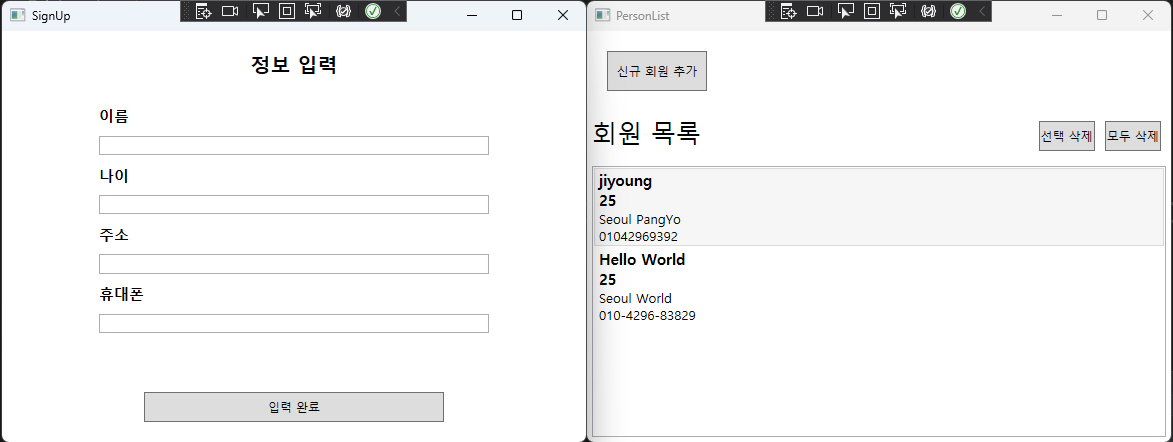 SignUp
정보 입력
이름
나이
주소
휴대폰
입력 완료
PersonList
신규 회원 추가
회원 목록
선택 삭제
모두 삭제
jiyoung
25
Seoul PangYo
01042969392
Hello World
25
Seoul World
010-4296-83829